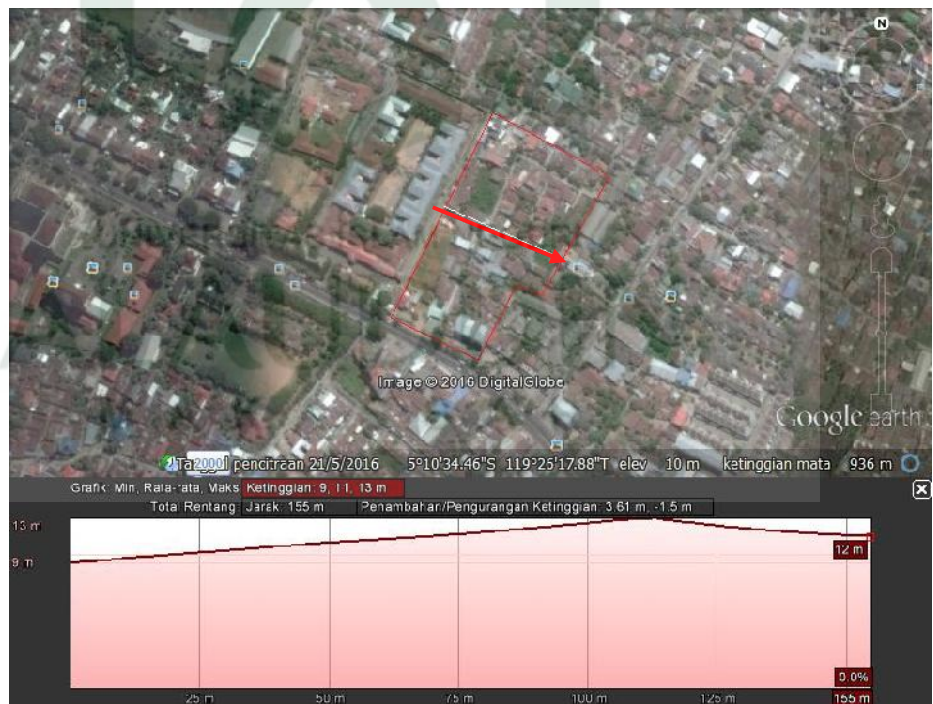 N
Image © 2016 DigitalGlobe
Google earth
2000 Tanggal pencitraan 21/5/2016 5°10'34.46"S 119°25'17.88"T elev 10 m ketinggian mata 936 m
Grafik: Min, Rata-rata, Maks Ketinggian: 9, 11, 13 m
Total Rentang Jarak: 155 m Penambahan/Pengurangan Ketinggian: 3.61 m, -1.5 m
13 m
9 m
12 m
0.0%
25 m 50 m 75 m 100 m 125 m 155 m